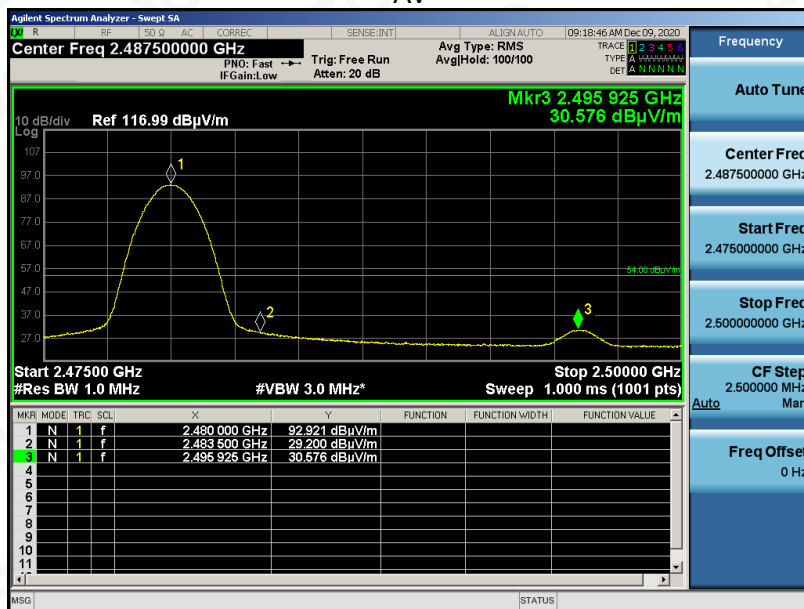 AV
Agilent Spectrum Analyzer - Swept SA
LXI R RF 50 Ω AC CORREC SENSE:INT ALIGN AUTO 09:18:46 AM Dec 09, 2020
Center Freq 2.487500000 GHz
PNO: Fast
IFGain:Low
Trig: Free Run
Atten: 20 dB
Avg Type: RMS
Avg|Hold: 100/100
TRACE 1 2 3 4 5 6
TYPE A WWWWW
DET A N N N N N
Mkr3 2.495 925 GHz
30.576 dBµV/m
10 dB/div Ref 116.99 dBµV/m
Log
107
97.0
87.0
77.0
67.0
57.0
47.0
37.0
27.0
1
2
3
54.00 dBµV/m
Start 2.47500 GHz Stop 2.50000 GHz
#Res BW 1.0 MHz #VBW 3.0 MHz* Sweep 1.000 ms (1001 pts)
MKR MODE TRC SCL X Y FUNCTION FUNCTION WIDTH FUNCTION VALUE
1 N 1 f 2.480 000 GHz 92.921 dBµV/m
2 N 1 f 2.483 500 GHz 29.200 dBµV/m
3 N 1 f 2.495 925 GHz 30.576 dBµV/m
4
5
6
7
8
9
10
11
MSG STATUS
Frequency
Auto Tune
Center Freq
2.487500000 GHz
Start Freq
2.475000000 GHz
Stop Freq
2.500000000 GHz
CF Step
2.500000 MHz
Auto Man
Freq Offset
0 Hz